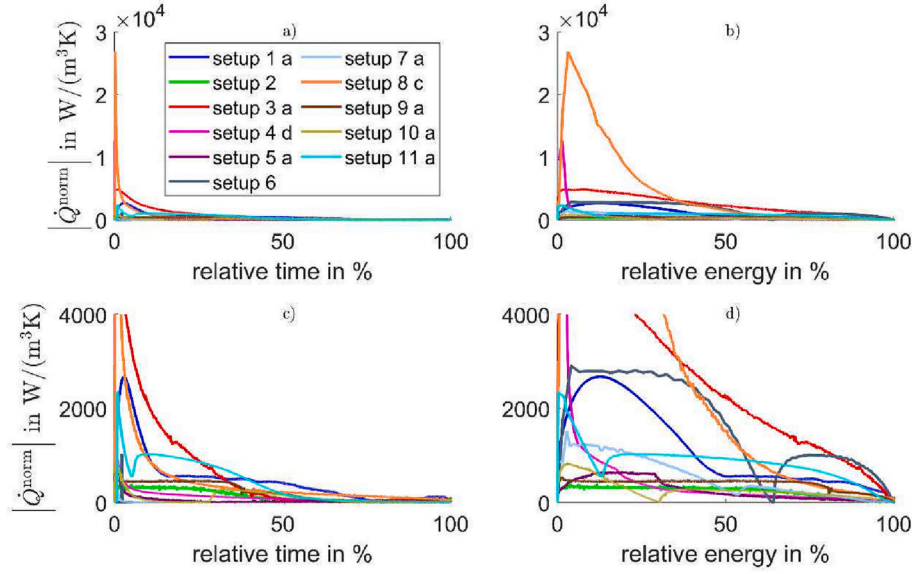 ×10⁴
a)
3
2
1
0
|Q̇ⁿᵒʳᵐ| in W/(m³K)
setup 1 a
setup 2
setup 3 a
setup 4 d
setup 5 a
setup 6
setup 7 a
setup 8 c
setup 9 a
setup 10 a
setup 11 a
0
50
100
relative time in %
×10⁴
b)
3
2
1
0
0
50
100
relative energy in %
c)
4000
2000
0
|Q̇ⁿᵒʳᵐ| in W/(m³K)
0
50
100
relative time in %
d)
4000
2000
0
0
50
100
relative energy in %